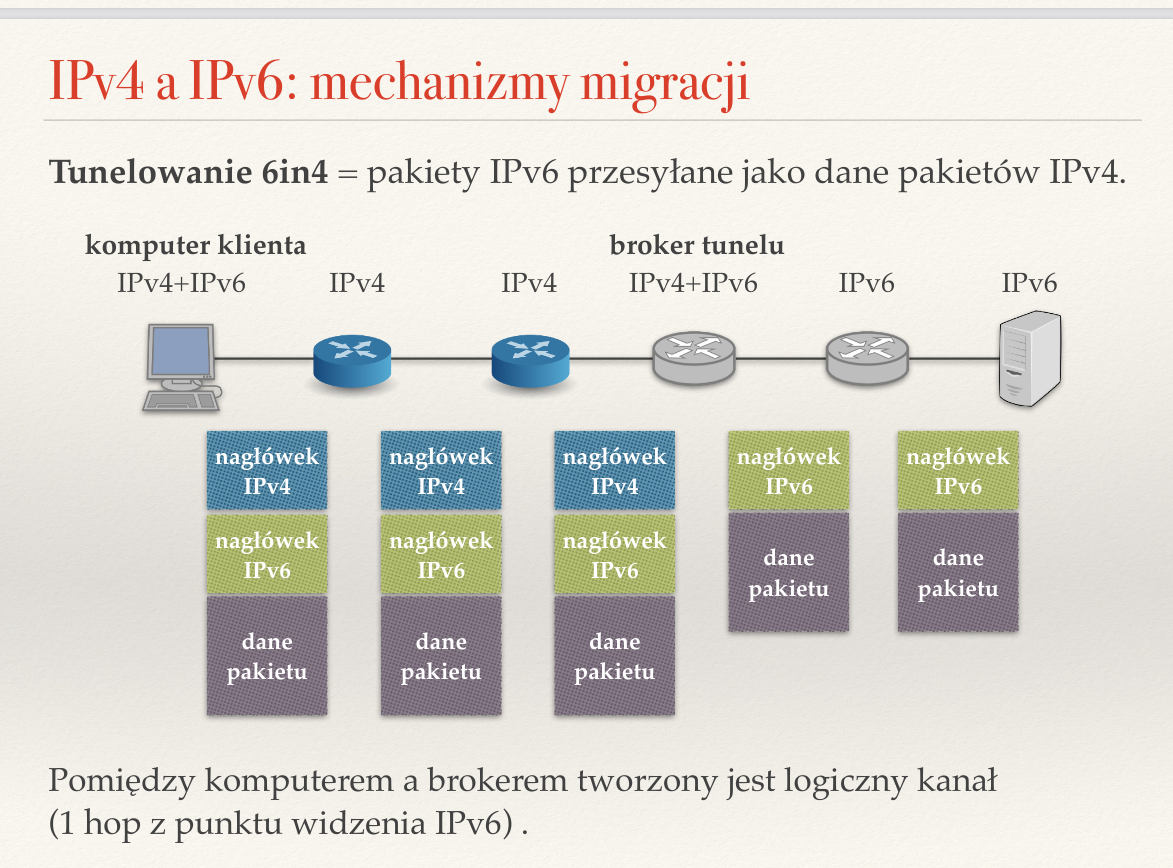 IPv4 a IPv6: mechanizmy migracji
Tunelowanie 6in4 = pakiety IPv6 przesyłane jako dane pakietów IPv4.
komputer klienta broker tunelu
IPv4+IPv6 IPv4 IPv4 IPv4+IPv6 IPv6 IPv6
nagłówek nagłówek nagłówek nagłówek nagłówek
IPv4 IPv4 IPv4 IPv6 IPv6
nagłówek nagłówek nagłówek dane dane
IPv6 IPv6 IPv6 pakietu pakietu
dane dane dane
pakietu pakietu pakietu
Pomiędzy komputerem a brokerem tworzony jest logiczny kanał
(1 hop z punktu widzenia IPv6) .